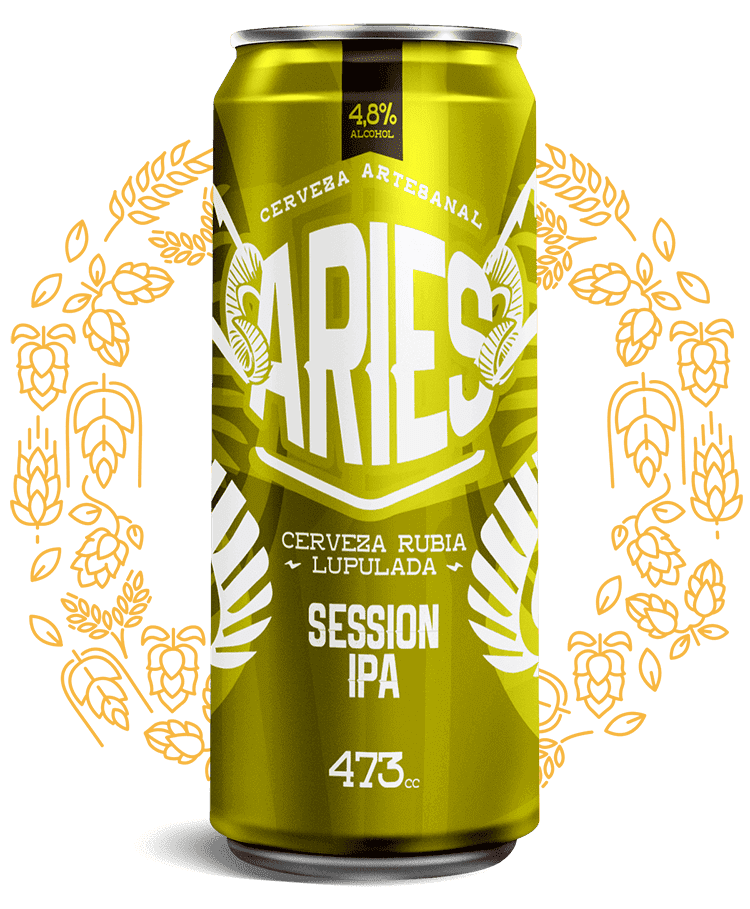 4,8%
ALCOHOL
CERVEZA ARTESANAL
ARIES
CERVEZA RUBIA
LUPULADA
SESSION
IPA
473cc